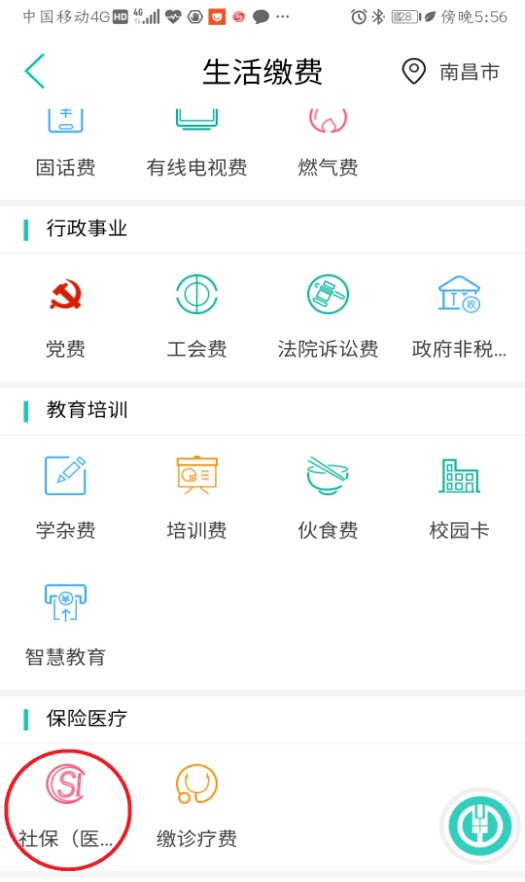 中国移动4G HD 4G ... 28 傍晚5:56
生活缴费 南昌市
固话费 有线电视费 燃气费
行政事业
党费 工会费 法院诉讼费 政府非税...
教育培训
学杂费 培训费 伙食费 校园卡
智慧教育
保险医疗
社保（医... 缴诊疗费